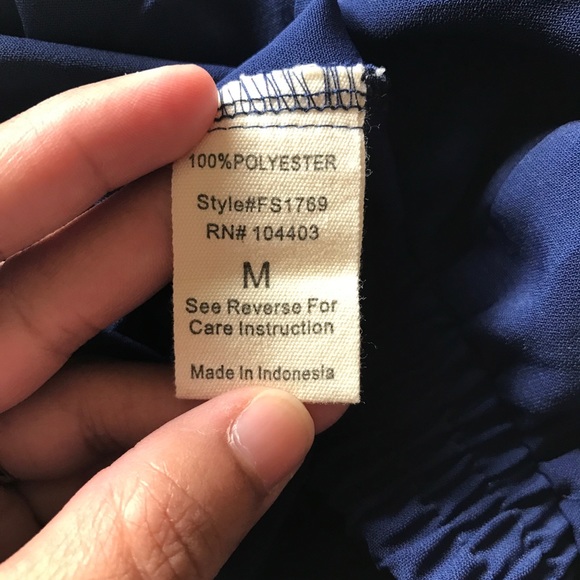 100%POLYESTER
Style#FS1769
RN# 104403
M
See Reverse For
Care Instruction
Made In Indonesia